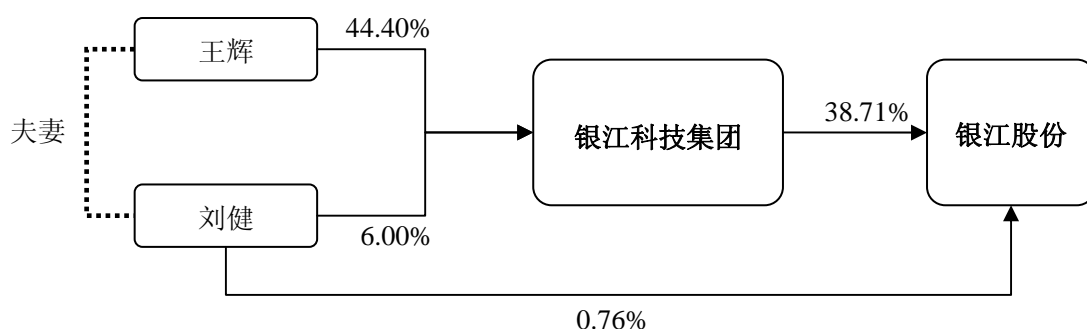 王辉
44.40%
夫妻
银江科技集团
38.71%
银江股份
刘健
6.00%
0.76%